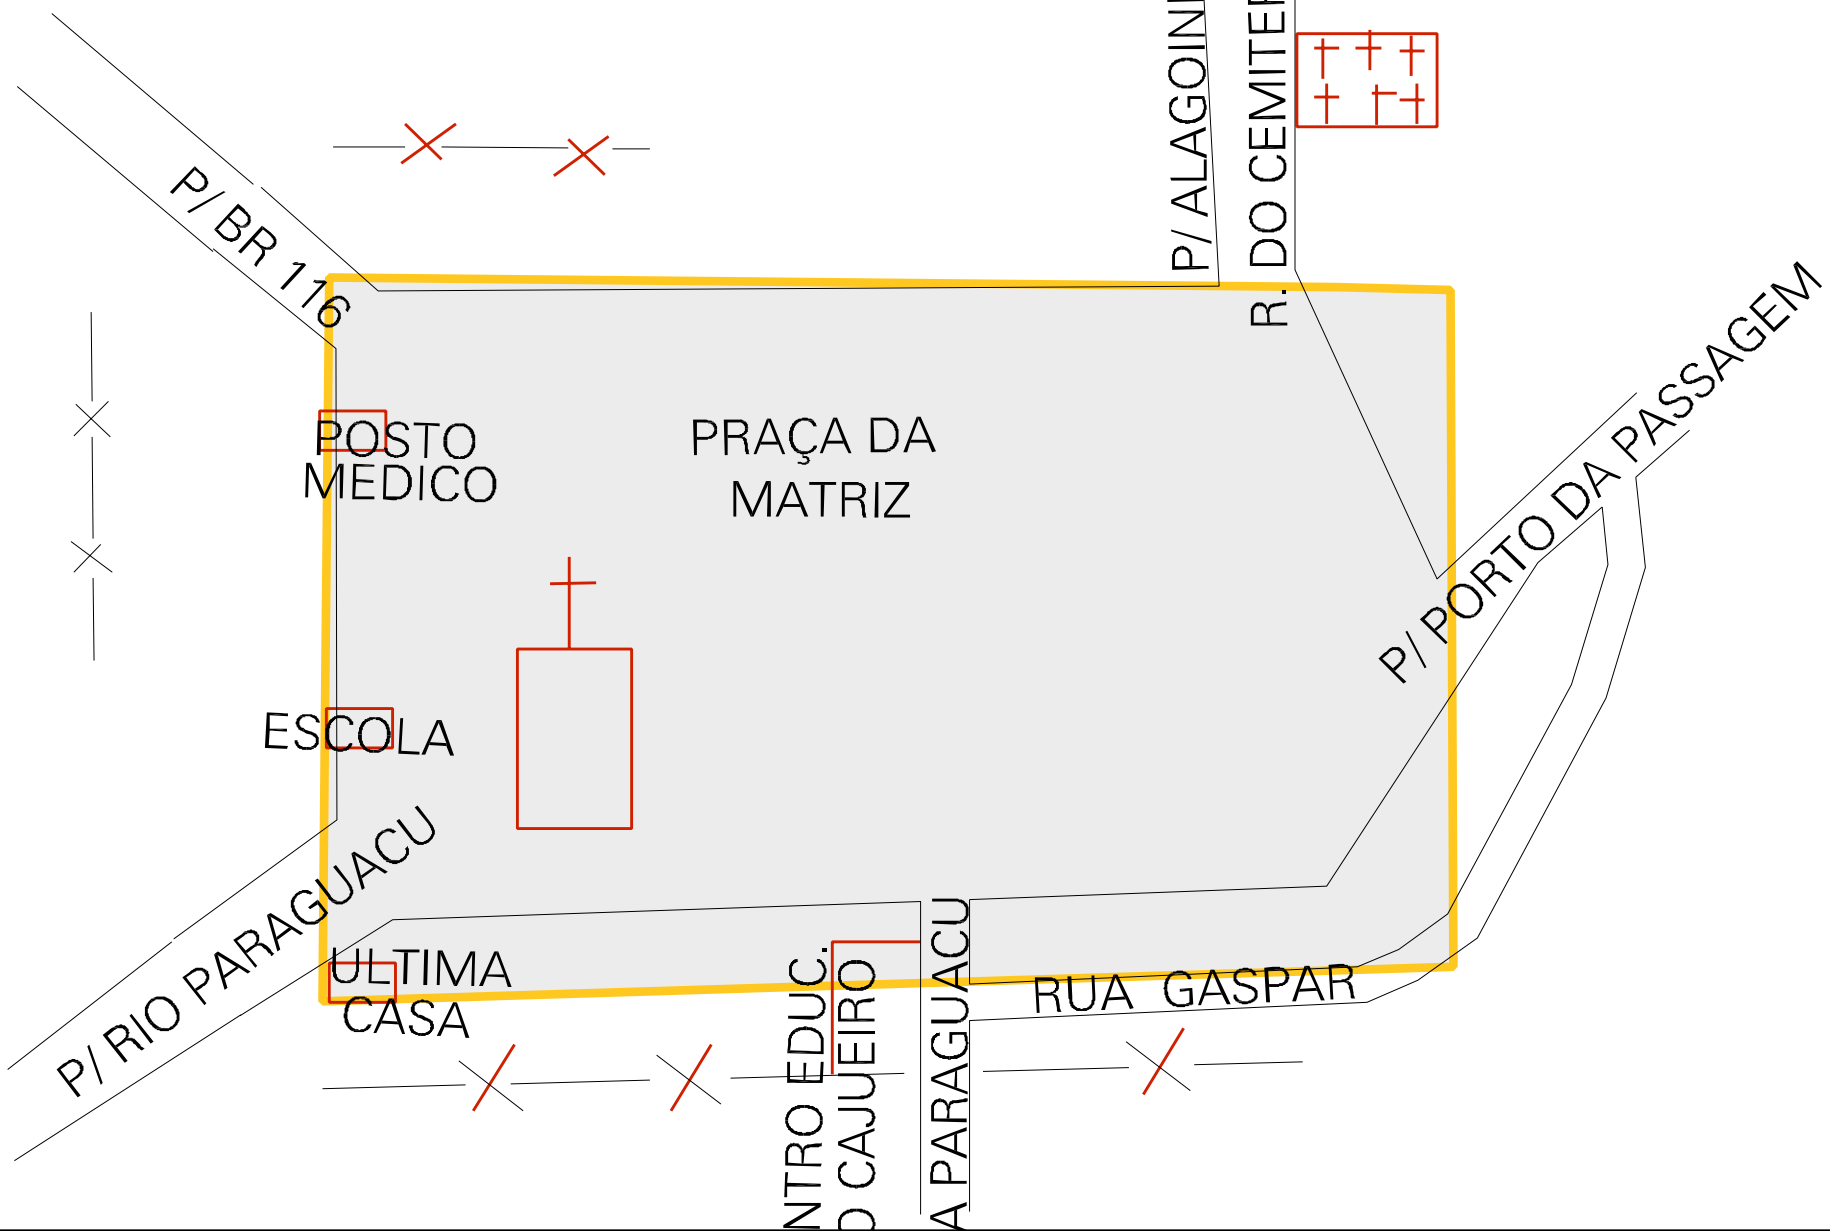 P/ ALAGOIN
R. DO CEMITER
P/ BR 116
P/ PORTO DA PASSAGEM
POSTO
MEDICO
PRAÇA DA
MATRIZ
ESCOLA
P/ RIO PARAGUACU
ULTIMA
CASA
NTRO EDUC.
O CAJUEIRO
A PARAGUACU
RUA GASPAR